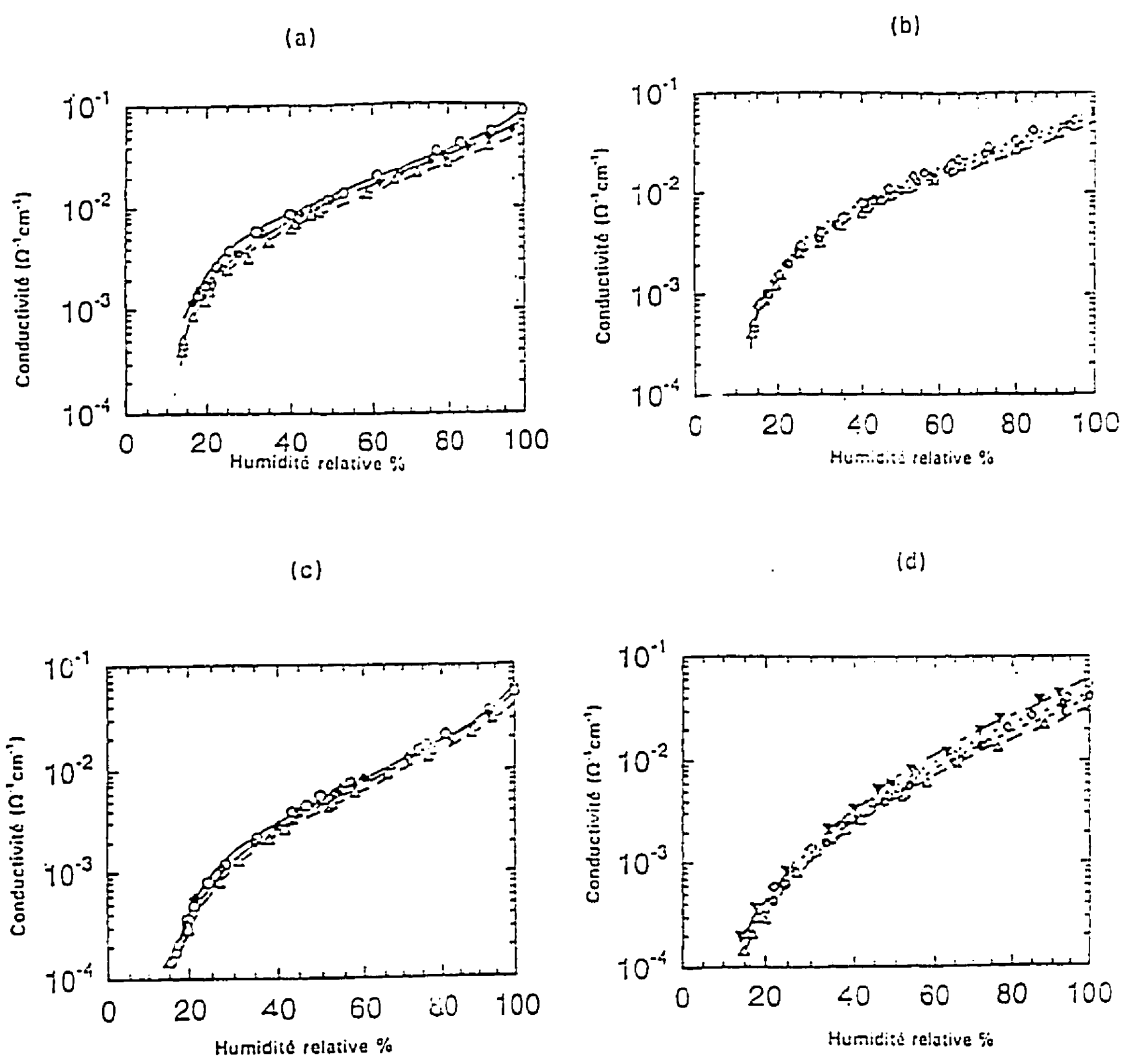 (a)
10⁻¹
10⁻²
10⁻³
10⁻⁴
Conductivité (Ω⁻¹cm⁻¹)
0 20 40 60 80 100
Humidité relative %
(b)
10⁻¹
10⁻²
10⁻³
10⁻⁴
Conductivité (Ω⁻¹cm⁻¹)
0 20 40 60 80 100
Humidité relative %
(c)
10⁻¹
10⁻²
10⁻³
10⁻⁴
Conductivité (Ω⁻¹cm⁻¹)
0 20 40 60 80 100
Humidité relative %
(d)
10⁻¹
10⁻²
10⁻³
10⁻⁴
Conductivité (Ω⁻¹cm⁻¹)
0 20 40 60 80 100
Humidité relative %